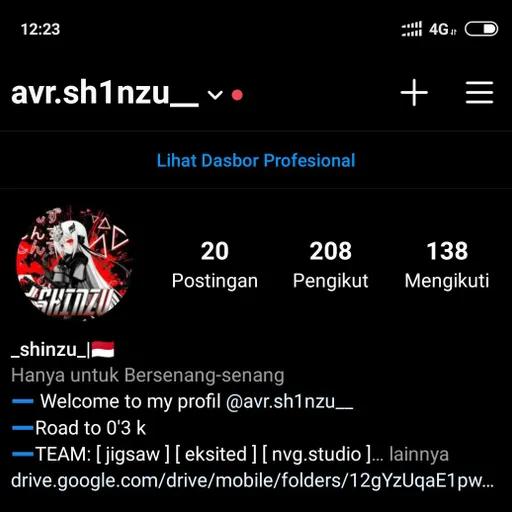 12:23
4G
avr.sh1nzu__
Lihat Dasbor Profesional
20
Postingan
208
Pengikut
138
Mengikuti
SHINZU
_shinzu_|🇮🇩
Hanya untuk Bersenang-senang
➖ Welcome to my profil @avr.sh1nzu__
➖Road to 0'3 k
➖TEAM: [ jigsaw ] [ eksited ] [ nvg.studio ]... lainnya
drive.google.com/drive/mobile/folders/12gYzUqaE1pw...